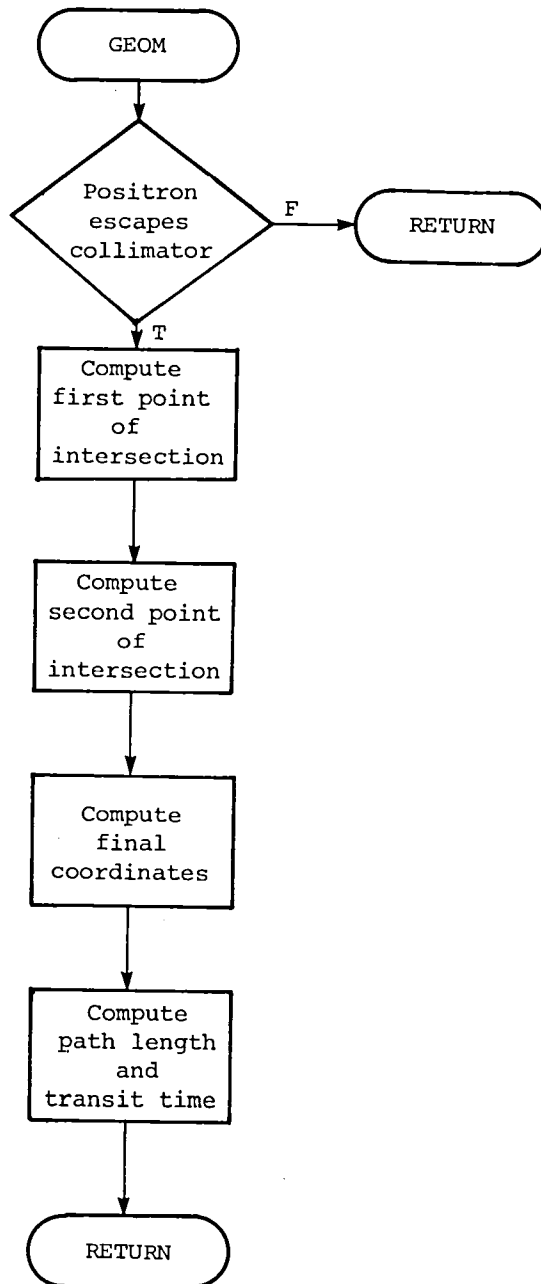 GEOM
Positron
escapes
collimator
F
RETURN
T
Compute
first point
of
intersection
Compute
second point
of
intersection
Compute
final
coordinates
Compute
path length
and
transit time
RETURN